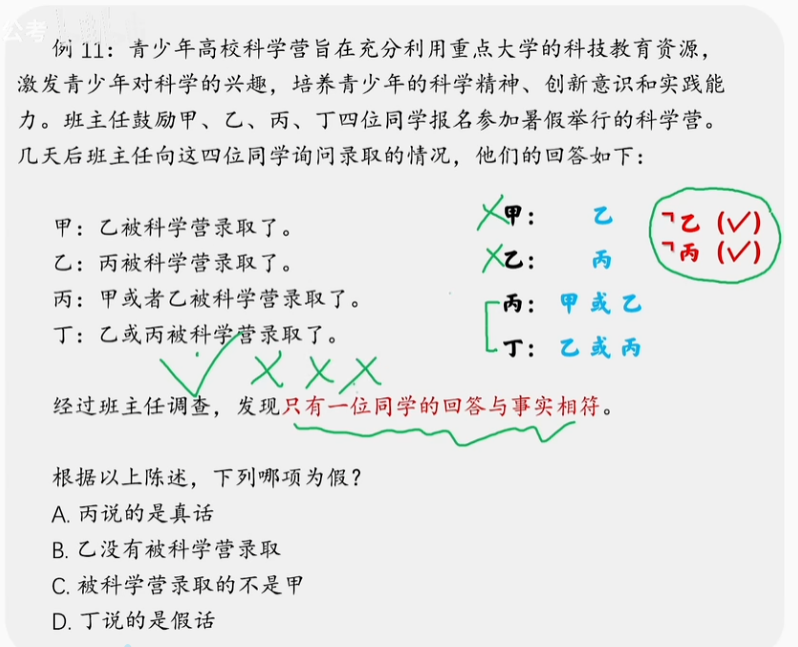 公考
例 11：青少年高校科学营旨在充分利用重点大学的科技教育资源，
激发青少年对科学的兴趣，培养青少年的科学精神、创新意识和实践能
力。班主任鼓励甲、乙、丙、丁四位同学报名参加暑假举行的科学营。
几天后班主任向这四位同学询问录取的情况，他们的回答如下：
甲：乙被科学营录取了。
乙：丙被科学营录取了。
丙：甲或者乙被科学营录取了。
丁：乙或丙被科学营录取了。
甲： 乙
乙： 丙
丙： 甲或乙
丁： 乙或丙
¬乙（✓）
¬丙（✓）
✓ × × ×
经过班主任调查，发现只有一位同学的回答与事实相符。
根据以上陈述，下列哪项为假？
A. 丙说的是真话
B. 乙没有被科学营录取
C. 被科学营录取的不是甲
D. 丁说的是假话